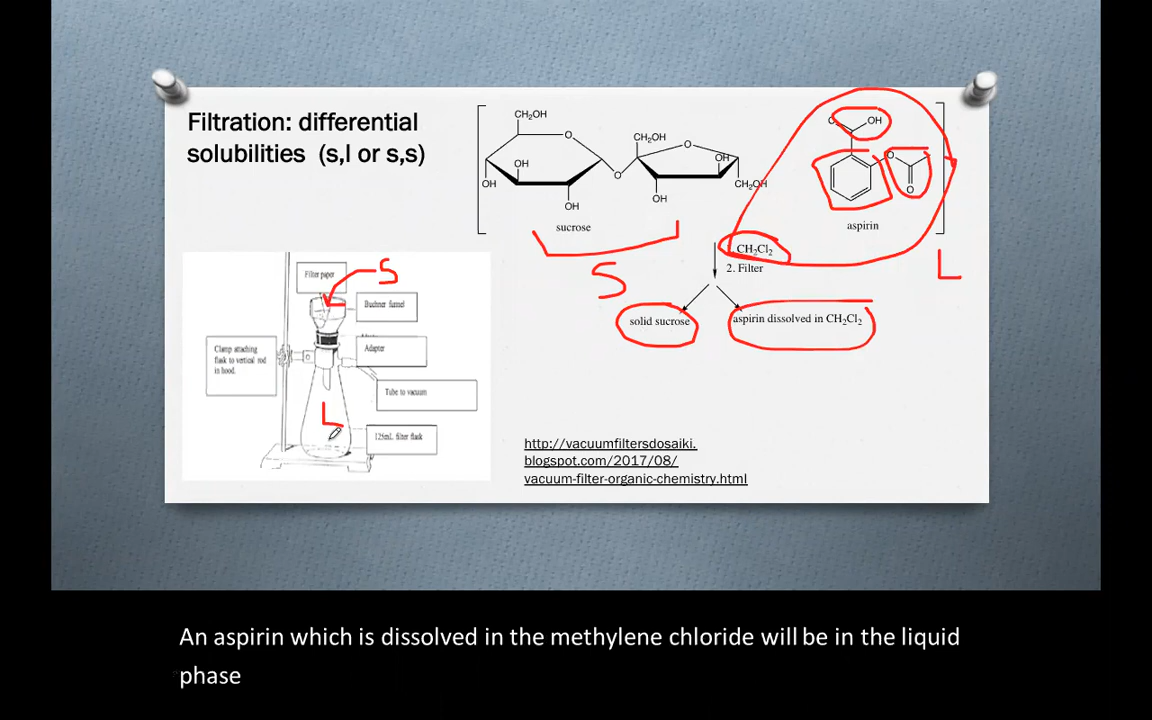 Filtration: differential
solubilities (s,l or s,s)
CH2OH
O
OH
OH
OH
sucrose
O
CH2OH
O
OH
OH
CH2OH
O
OH
O
O
aspirin
L
1. CH2Cl2
2. Filter
S
solid sucrose
aspirin dissolved in CH2Cl2
Filter paper
S
Buchner funnel
Adapter
Clamp attaching
flask to vertical rod
in hood.
Tube to vacuum
L
125mL filter flask
http://vacuumfiltersdosaiki.
blogspot.com/2017/08/
vacuum-filter-organic-chemistry.html
An aspirin which is dissolved in the methylene chloride will be in the liquid
phase